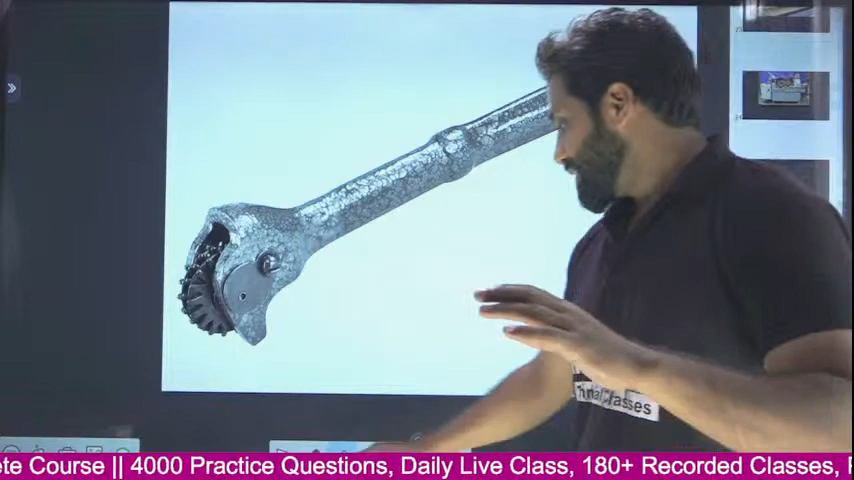 Classes
ete Course || 4000 Practice Questions, Daily Live Class, 180+ Recorded Classes,